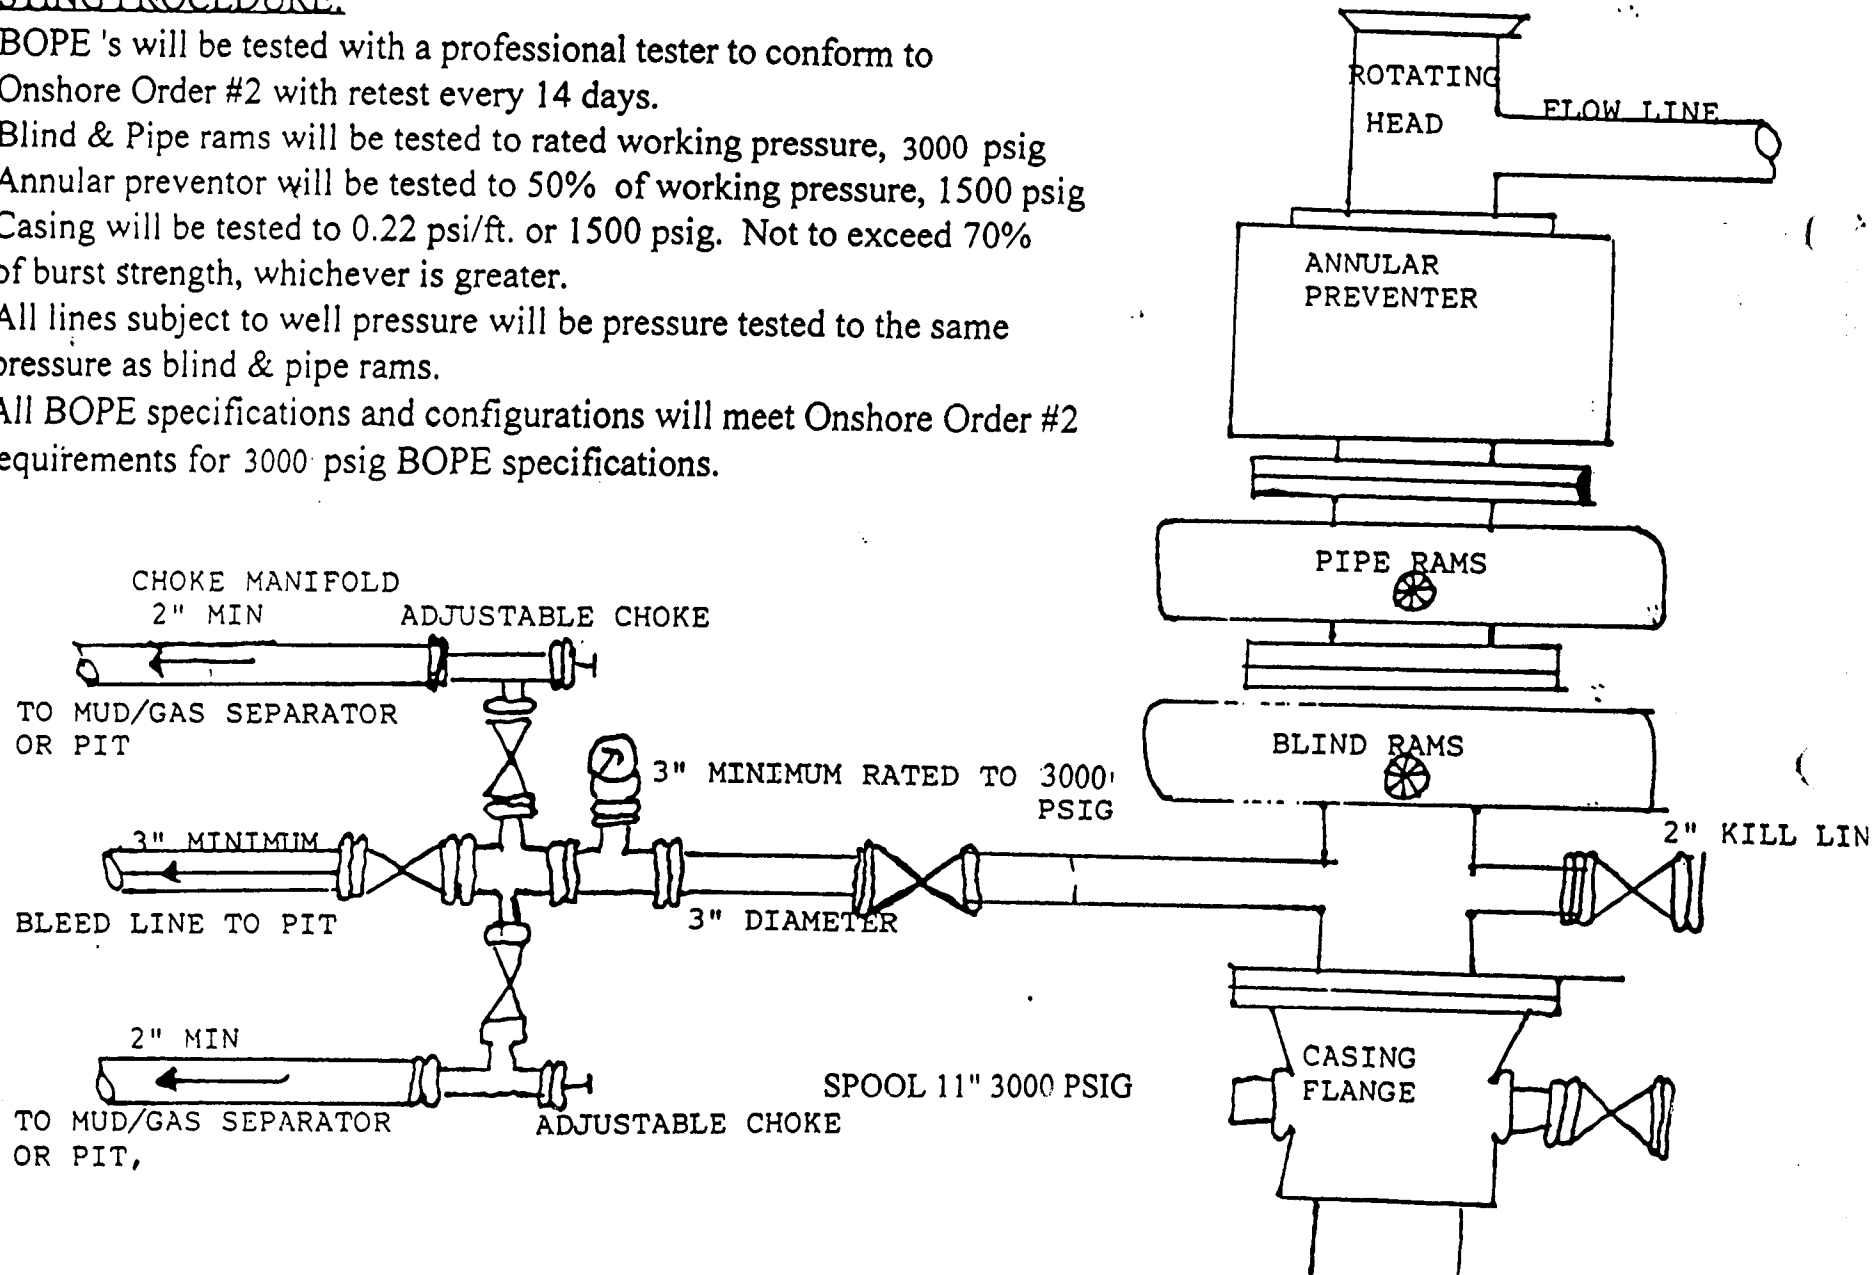 BOPE 's will be tested with a professional tester to conform to
Onshore Order #2 with retest every 14 days.
Blind & Pipe rams will be tested to rated working pressure, 3000 psig
Annular preventor will be tested to 50% of working pressure, 1500 psig
Casing will be tested to 0.22 psi/ft. or 1500 psig. Not to exceed 70%
of burst strength, whichever is greater.
All lines subject to well pressure will be pressure tested to the same
pressure as blind & pipe rams.
All BOPE specifications and configurations will meet Onshore Order #2
equirements for 3000 psig BOPE specifications.
ROTATING
HEAD
FLOW LINE
ANNULAR
PREVENTER
PIPE RAMS
BLIND RAMS
CHOKE MANIFOLD
2" MIN
ADJUSTABLE CHOKE
TO MUD/GAS SEPARATOR
OR PIT
3" MINIMUM RATED TO 3000
PSIG
3" MINIMUM
2" KILL LIN
BLEED LINE TO PIT
3" DIAMETER
2" MIN
CASING
FLANGE
SPOOL 11" 3000 PSIG
TO MUD/GAS SEPARATOR
OR PIT,
ADJUSTABLE CHOKE